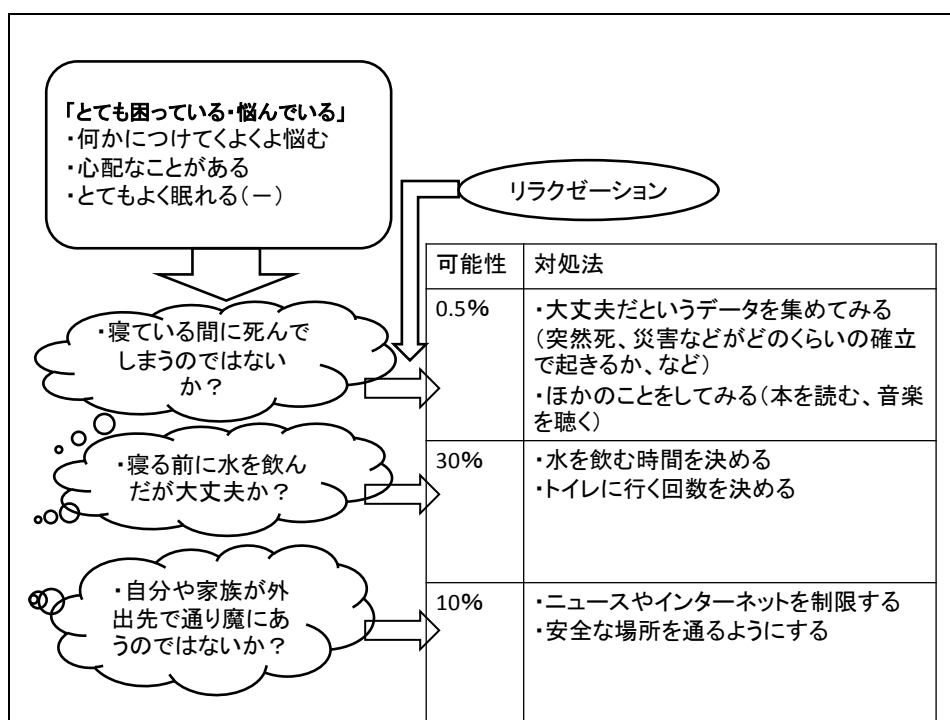 「とても困っている・悩んでいる」
・何かにつけてくよくよ悩む
・心配なことがある
・とてもよく眠れる（－）
リラクゼーション
可能性
対処法
・寝ている間に死んで
しまうのではない
か？
0.5%
・大丈夫だというデータを集めてみる
（突然死、災害などがどのくらいの確立
で起きるか、など）
・ほかのことをしてみる（本を読む、音楽
を聴く）
・寝る前に水を飲ん
だが大丈夫か？
30%
・水を飲む時間を決める
・トイレに行く回数を決める
・自分や家族が外
出先で通り魔にあ
うのではないか？
10%
・ニュースやインターネットを制限する
・安全な場所を通るようにする